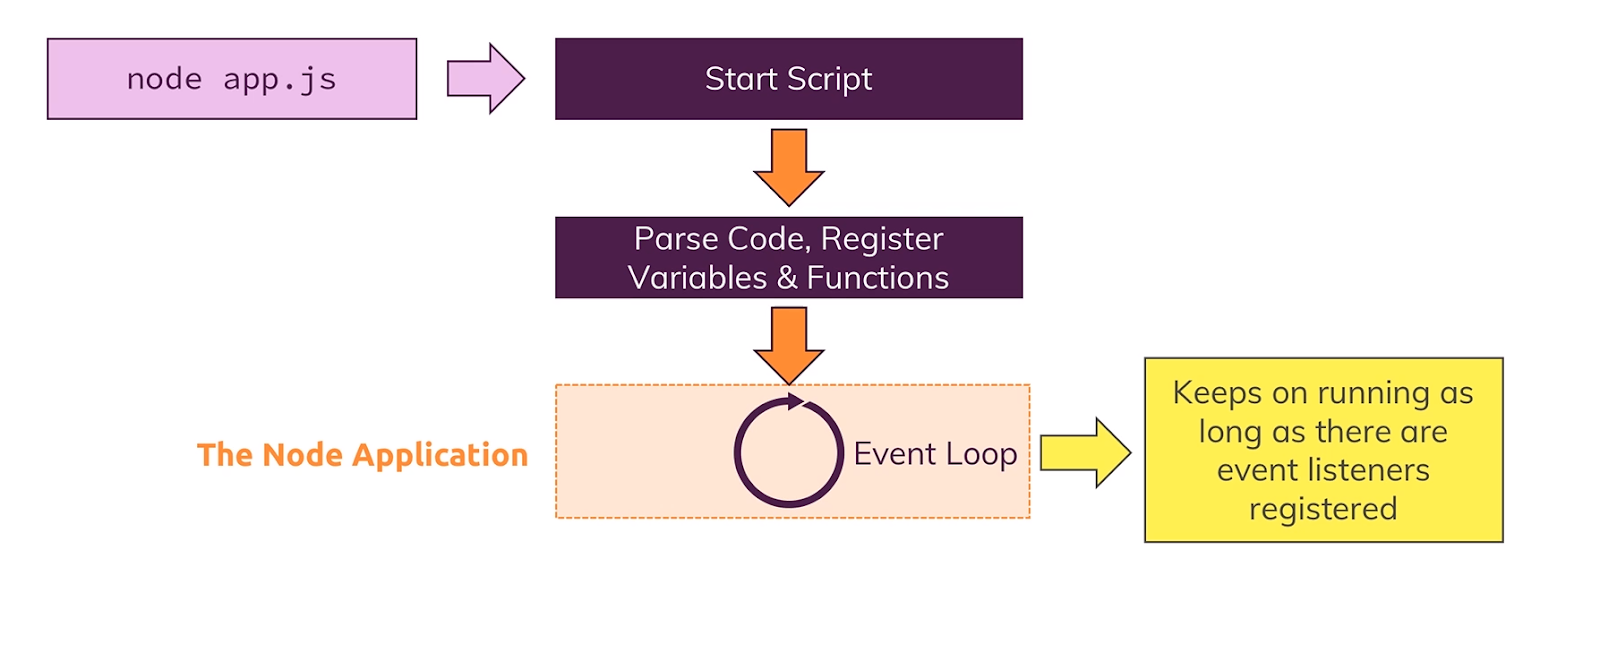 node app.js
Start Script
Parse Code, Register
Variables & Functions
The Node Application
Event Loop
Keeps on running as
long as there are
event listeners
registered